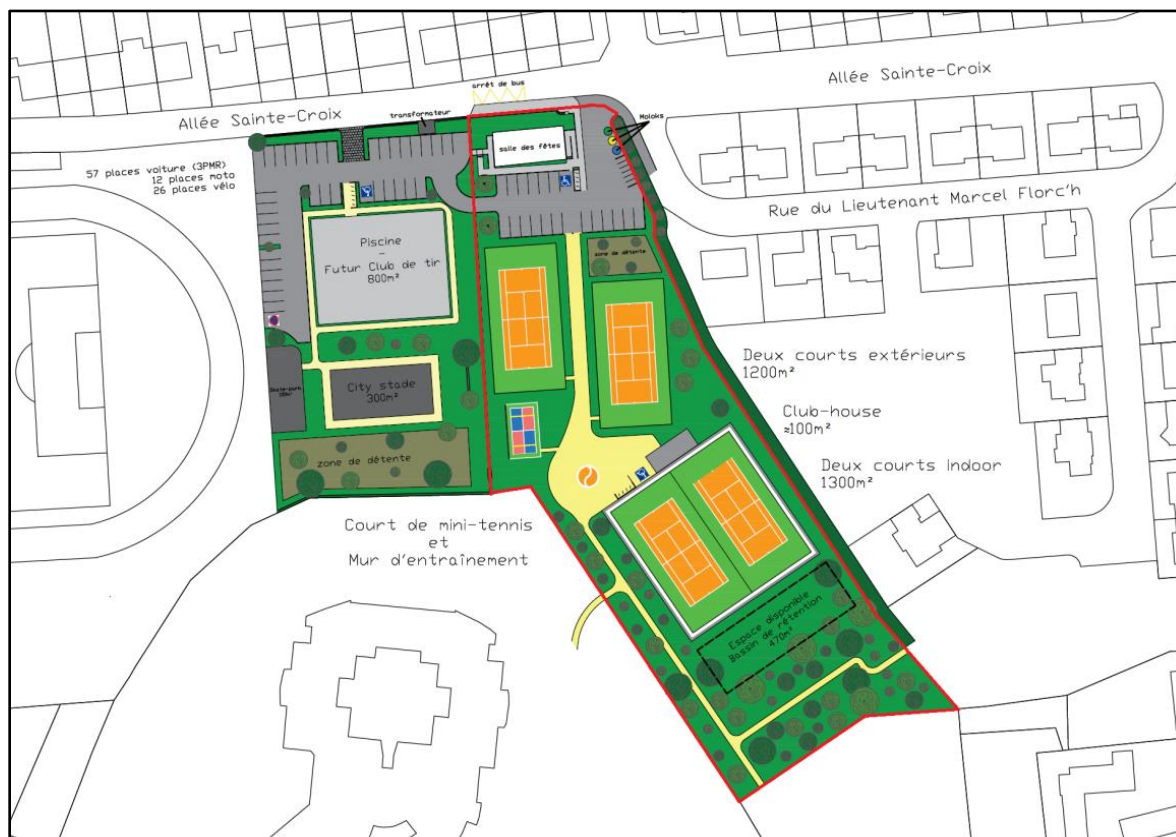 arrêt de bus
Allée Sainte-Croix
Allée Sainte-Croix
transformateur
Moloks
salle des fêtes
57 places voiture (3PMR)
12 places moto
26 places vélo
Rue du Lieutenant Marcel Florc'h
Piscine
-
Futur Club de tir
800m²
zone de détente
Deux courts extérieurs
1200m²
City stade
300m²
Club-house
≈100m²
zone de détente
Deux courts indoor
1300m²
Court de mini-tennis
et
Mur d'entraînement
Espace disponible
Bassin de rétention
470m²